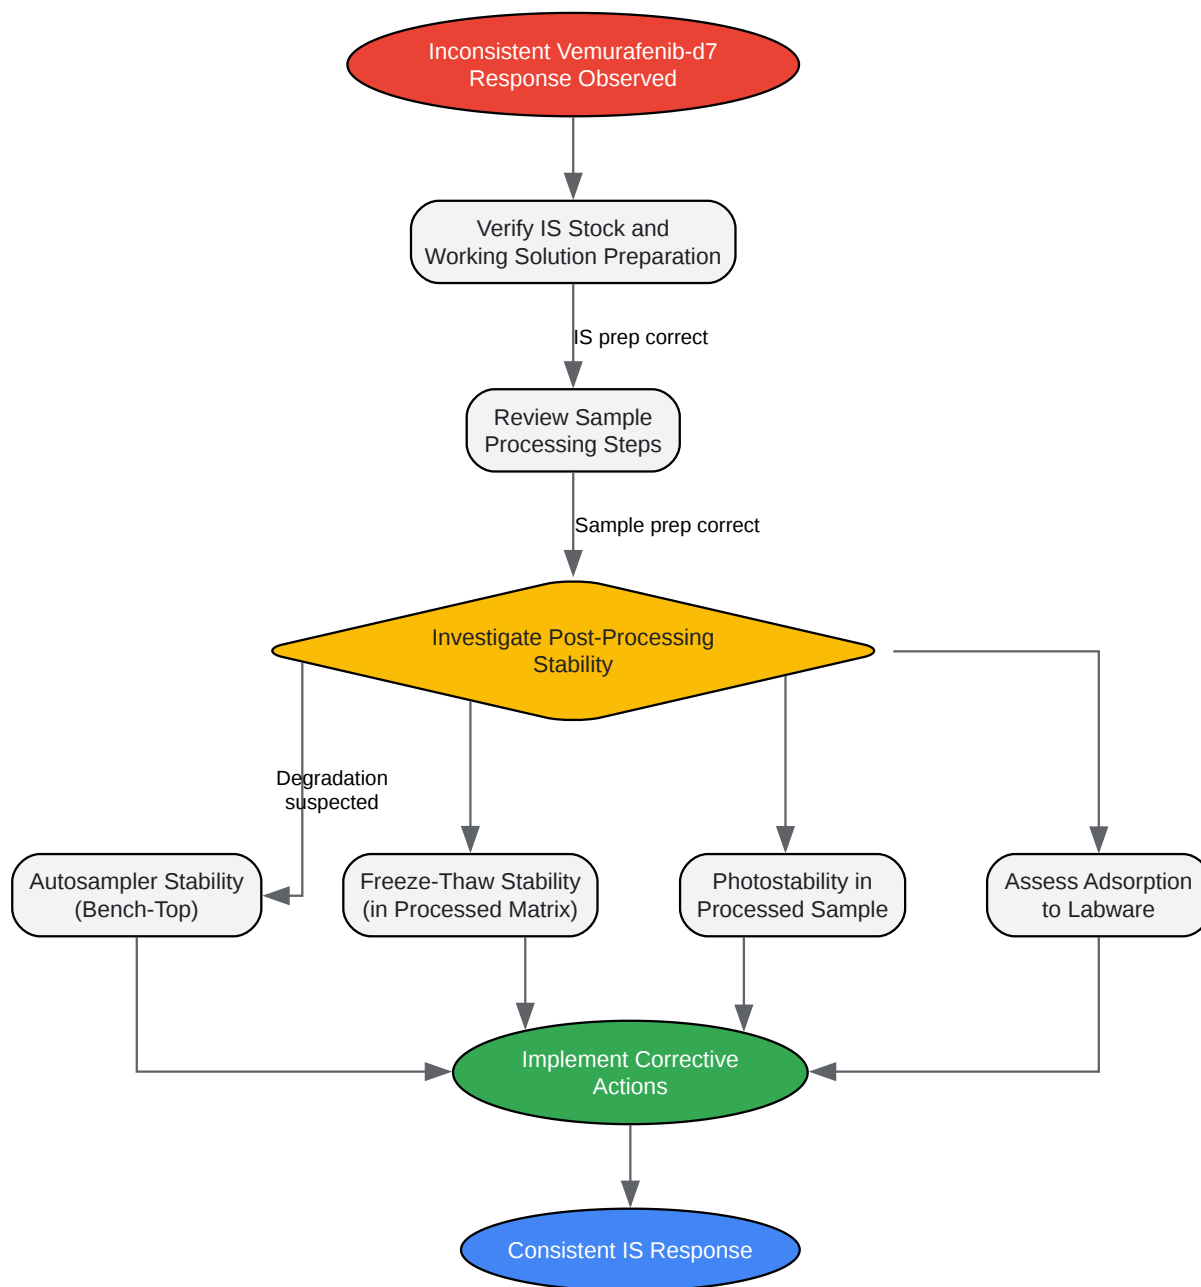 Inconsistent Vemurafenib-d7
Response Observed
Verify IS Stock and
Working Solution Preparation
IS prep correct
Review Sample
Processing Steps
Sample prep correct
Investigate Post-Processing
Stability
Degradation
suspected
Autosampler Stability
(Bench-Top)
Freeze-Thaw Stability
(in Processed Matrix)
Photostability in
Processed Sample
Assess Adsorption
to Labware
Implement Corrective
Actions
Consistent IS Response